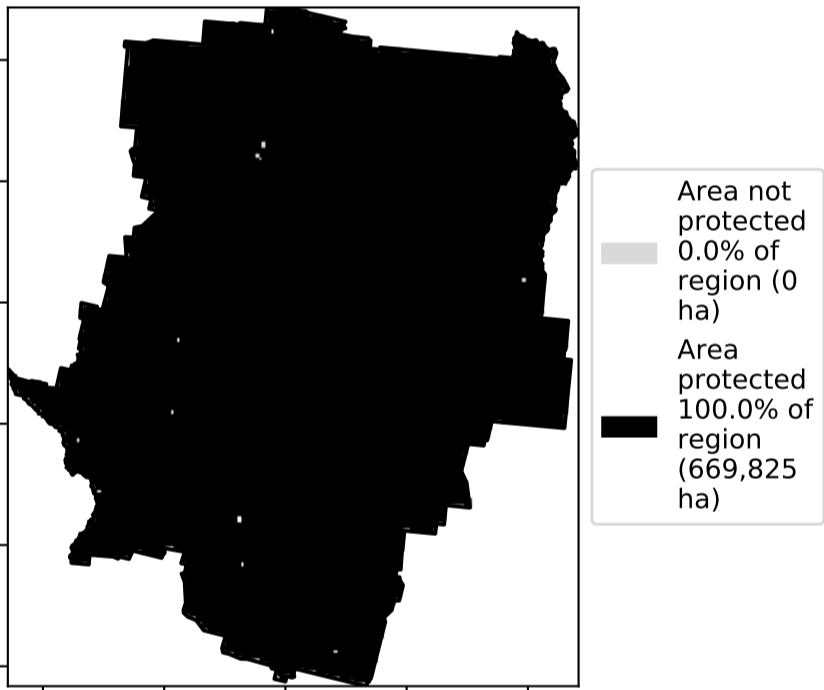 Area not
protected
0.0% of
region (0
ha)
Area
protected
100.0% of
region
(669,825
ha)